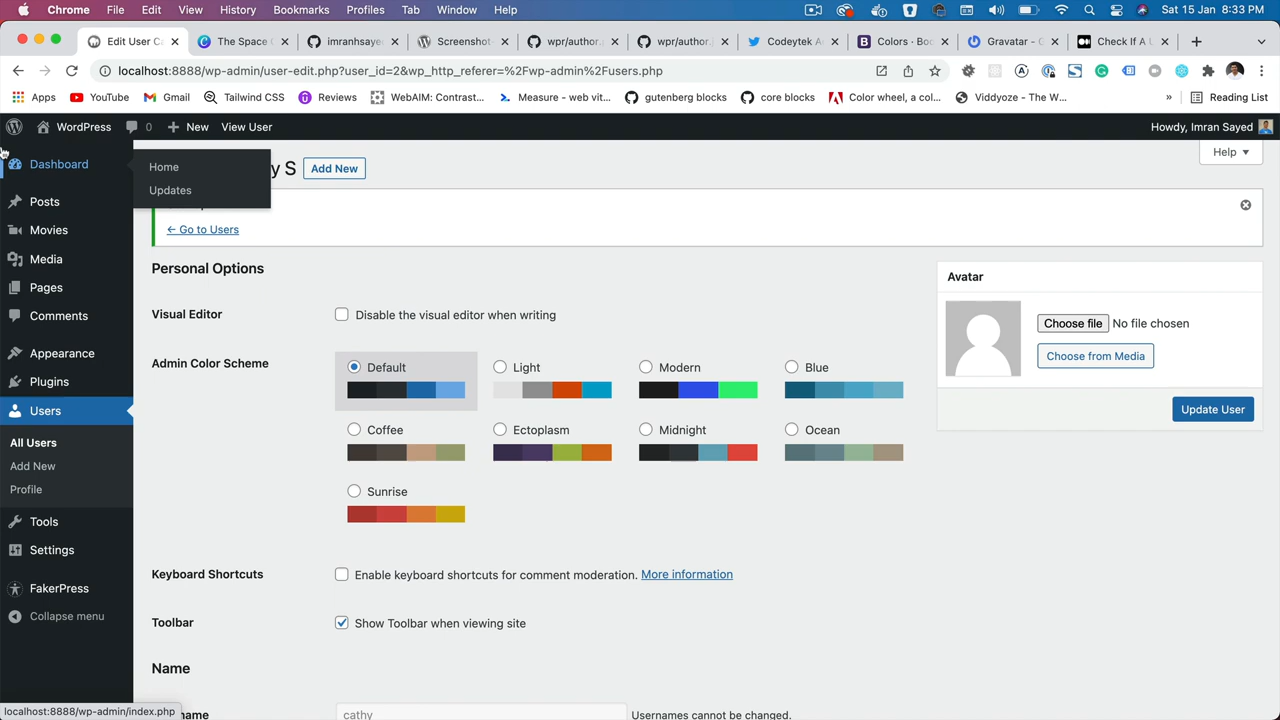 Chrome File Edit View History Bookmarks Profiles Tab Window Help Sat 15 Jan 8:33 PM
Edit User Ca The Space C imranhsaye Screenshot wpr/author. wpr/author. Codeytek A Colors · Boo Gravatar - G Check If A U
localhost:8888/wp-admin/user-edit.php?user_id=2&wp_http_referer=%2Fwp-admin%2Fusers.php
Apps YouTube Gmail Tailwind CSS Reviews WebAIM: Contrast... Measure - web vit... gutenberg blocks core blocks Color wheel, a col... Viddyoze - The W... » Reading List
WordPress 0 New View User Howdy, Imran Sayed
Dashboard
Home
Updates
y S Add New
Help
← Go to Users
Posts
Movies
Media
Pages
Comments
Appearance
Plugins
Users
All Users
Add New
Profile
Tools
Settings
FakerPress
Collapse menu
localhost:8888/wp-admin/index.php
Personal Options
Visual Editor Disable the visual editor when writing
Admin Color Scheme
Default Light Modern Blue
Coffee Ectoplasm Midnight Ocean
Sunrise
Keyboard Shortcuts Enable keyboard shortcuts for comment moderation. More information
Toolbar Show Toolbar when viewing site
Name
name cathy Usernames cannot be changed.
Avatar
Choose file No file chosen
Choose from Media
Update User